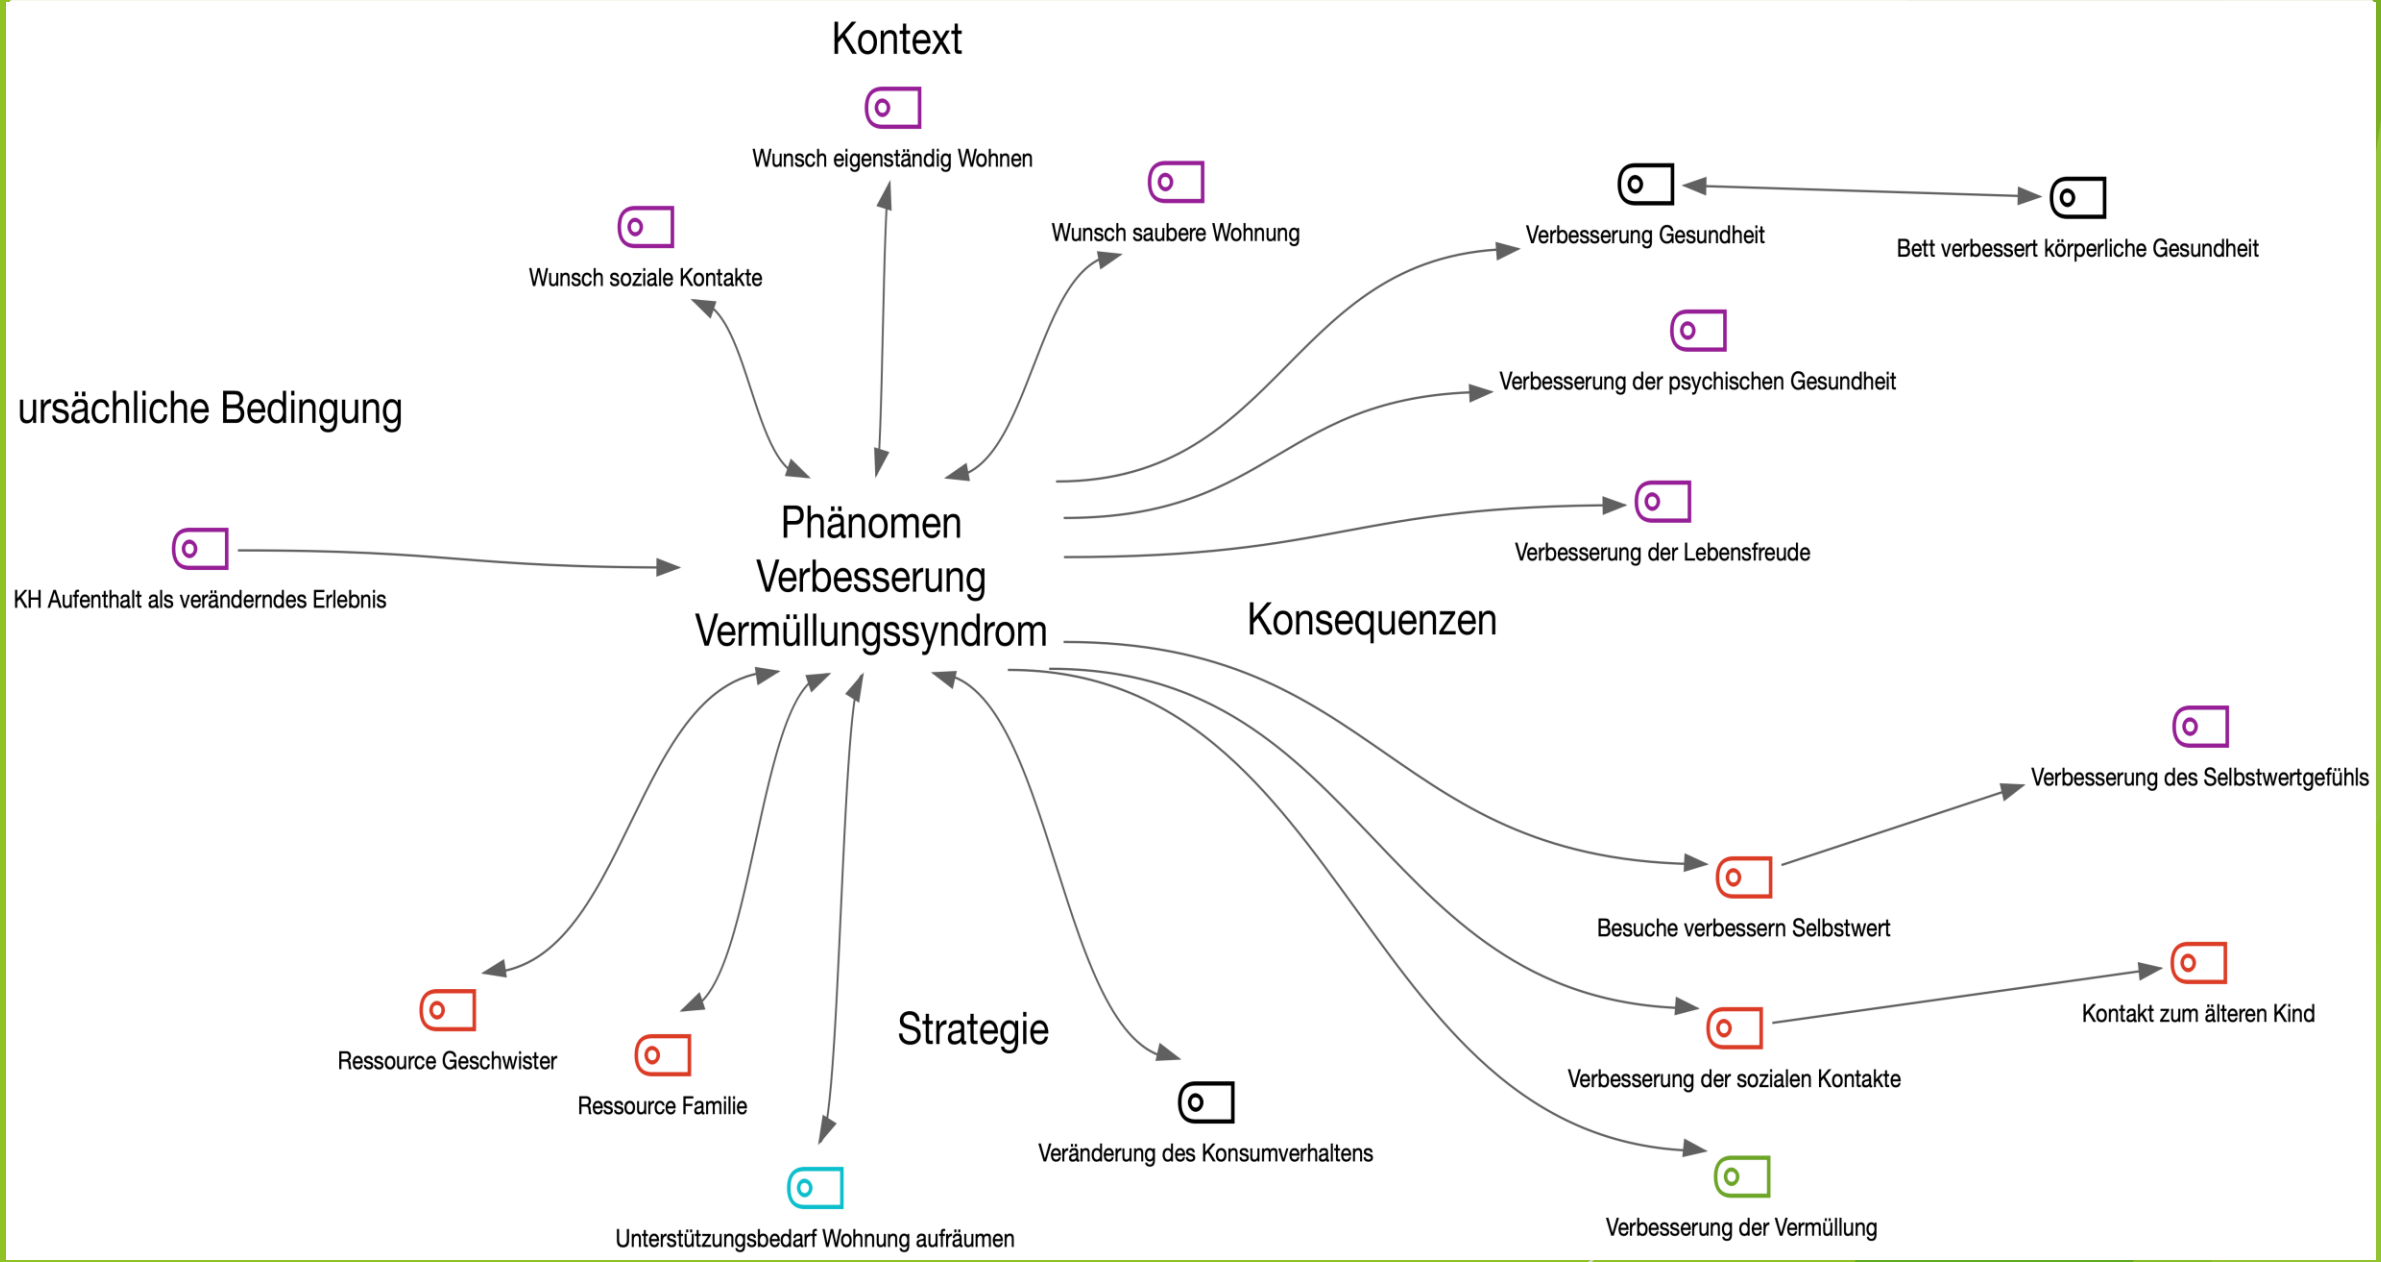 Kontext
Wunsch eigenständig Wohnen
Wunsch saubere Wohnung
Wunsch soziale Kontakte
Verbesserung Gesundheit
Bett verbessert körperliche Gesundheit
Verbesserung der psychischen Gesundheit
ursächliche Bedingung
KH Aufenthalt als veränderndes Erlebnis
Phänomen
Verbesserung
Vermüllungssyndrom
Verbesserung der Lebensfreude
Konsequenzen
Verbesserung des Selbstwertgefühls
Besuche verbessern Selbstwert
Kontakt zum älteren Kind
Verbesserung der sozialen Kontakte
Verbesserung der Vermüllung
Strategie
Ressource Geschwister
Ressource Familie
Veränderung des Konsumverhaltens
Unterstützungsbedarf Wohnung aufräumen